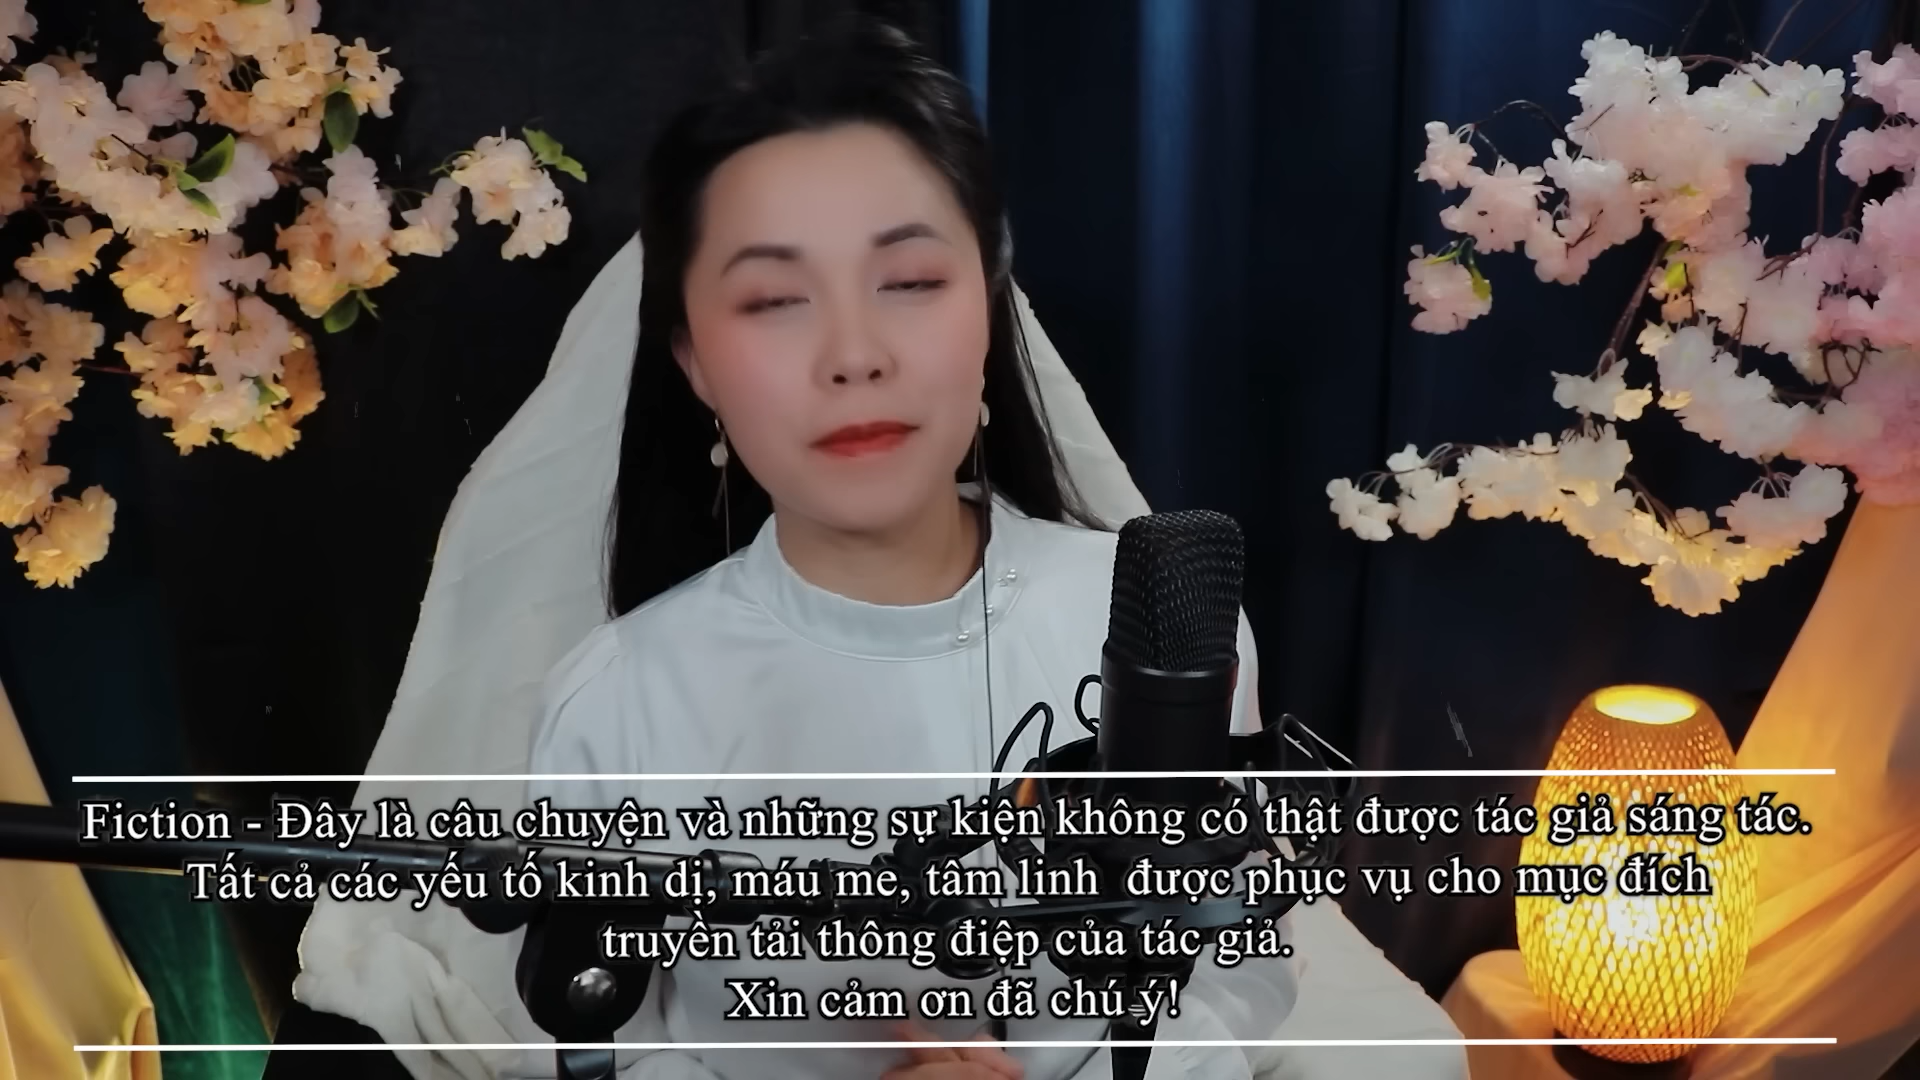 Fiction - Đây là câu chuyện và những sự kiện không có thật được tác giả sáng tác.
Tất cả các yếu tố kinh dị, máu me, tâm linh được phục vụ cho mục đích
truyền tải thông điệp của tác giả.
Xin cảm ơn đã chú ý!